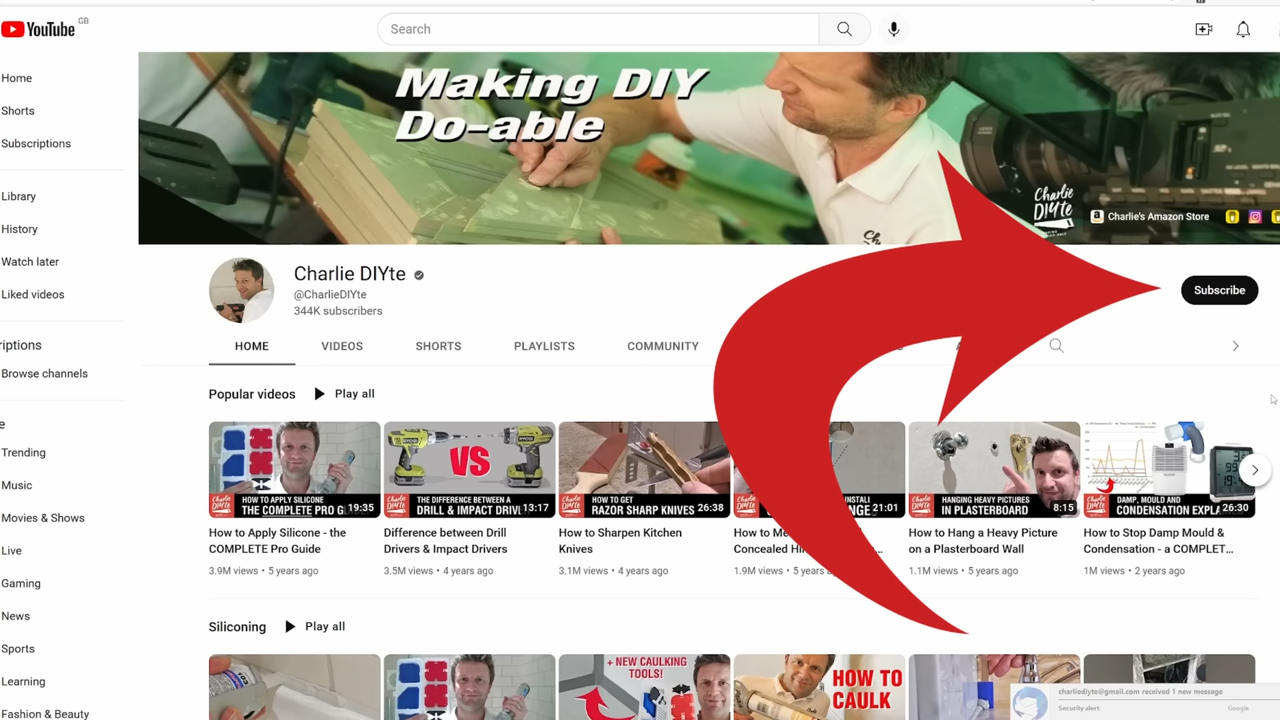 YouTube GB
Search
Home
Shorts
Subscriptions
Library
History
Watch later
Liked videos
riptions
Browse channels
e
Trending
Music
Movies & Shows
Live
Gaming
News
Sports
Learning
Fashion & Beauty
Making DIY
Do-able
Charlie
DIYte
Charlie's Amazon Store
Charlie DIYte
@CharlieDIYte
344K subscribers
Subscribe
HOME VIDEOS SHORTS PLAYLISTS COMMUNITY
Popular videos Play all
HOW TO APPLY SILICONE
THE COMPLETE PRO G 19:35
How to Apply Silicone - the
COMPLETE Pro Guide
3.9M views • 5 years ago
VS
THE DIFFERENCE BETWEEN A
DRILL & IMPACT DRIV 13:17
Difference between Drill
Drivers & Impact Drivers
3.5M views • 4 years ago
HOW TO GET
RAZOR SHARP KNIVES 26:38
How to Sharpen Kitchen
Knives
3.1M views • 4 years ago
INSTALL
NGE 21:01
How to Me
Concealed Hi
1.9M views • 5 years
HANGING HEAVY PICTURES
IN PLASTERBOARD 8:15
How to Hang a Heavy Picture
on a Plasterboard Wall
1.1M views • 5 years ago
DAMP, MOULD AND
CONDENSATION EXPLA 26:30
How to Stop Damp Mould &
Condensation - a COMPLET...
1M views • 2 years ago
Siliconing Play all
+ NEW CAULKING
TOOLS!
HOW TO
CAULK
charliediyte@gmail.com received 1 new message
Security alert Google